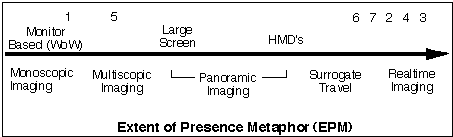 1 5 6 7 2 4 3
Monitor
Based (WoW)
Large
Screen
HMD's
Monoscopic
Imaging
Multiscopic
Imaging
Panoramic
Imaging
Surrogate
Travel
Realtime
Imaging
Extent of Presence Metaphor (EPM)